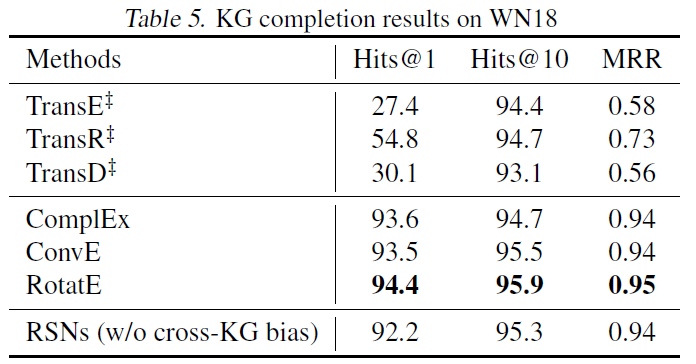 Table 5. KG completion results on WN18
Methods Hits@1 Hits@10 MRR
TransE‡ 27.4 94.4 0.58
TransR‡ 54.8 94.7 0.73
TransD‡ 30.1 93.1 0.56
ComplEx 93.6 94.7 0.94
ConvE 93.5 95.5 0.94
RotatE 94.4 95.9 0.95
RSNs (w/o cross-KG bias) 92.2 95.3 0.94